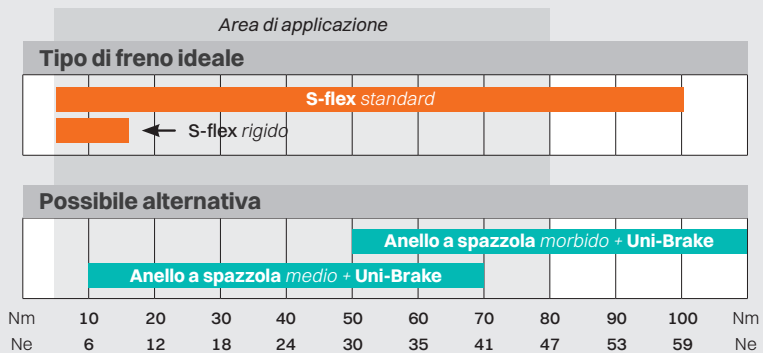 Area di applicazione
Tipo di freno ideale
S-flex standard
S-flex rigido
Possibile alternativa
Anello a spazzola morbido + Uni-Brake
Anello a spazzola medio + Uni-Brake
Nm 10 20 30 40 50 60 70 80 90 100 Nm
Ne 6 12 18 24 30 35 41 47 53 59 Ne